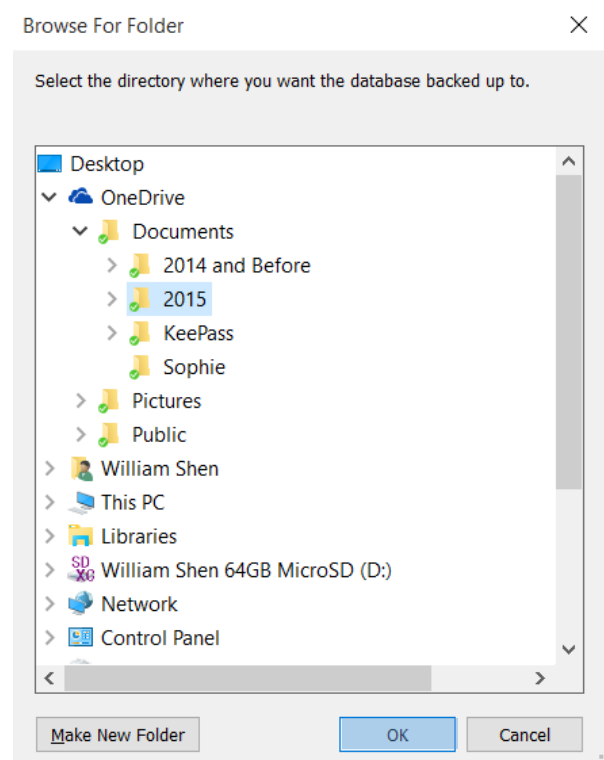 Browse For Folder
Select the directory where you want the database backed up to.
Desktop
OneDrive
Documents
2014 and Before
2015
KeePass
Sophie
Pictures
Public
William Shen
This PC
Libraries
SD XC William Shen 64GB MicroSD (D:)
Network
Control Panel
Make New Folder OK Cancel